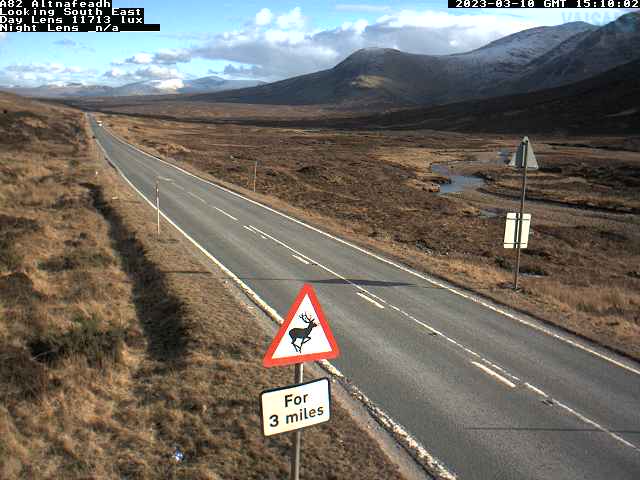 A82 Altnafeadh
Looking South East
Day Lens 11713 lux
Night Lens n/a
2023-03-10 GMT 15:10:02
For
3 miles